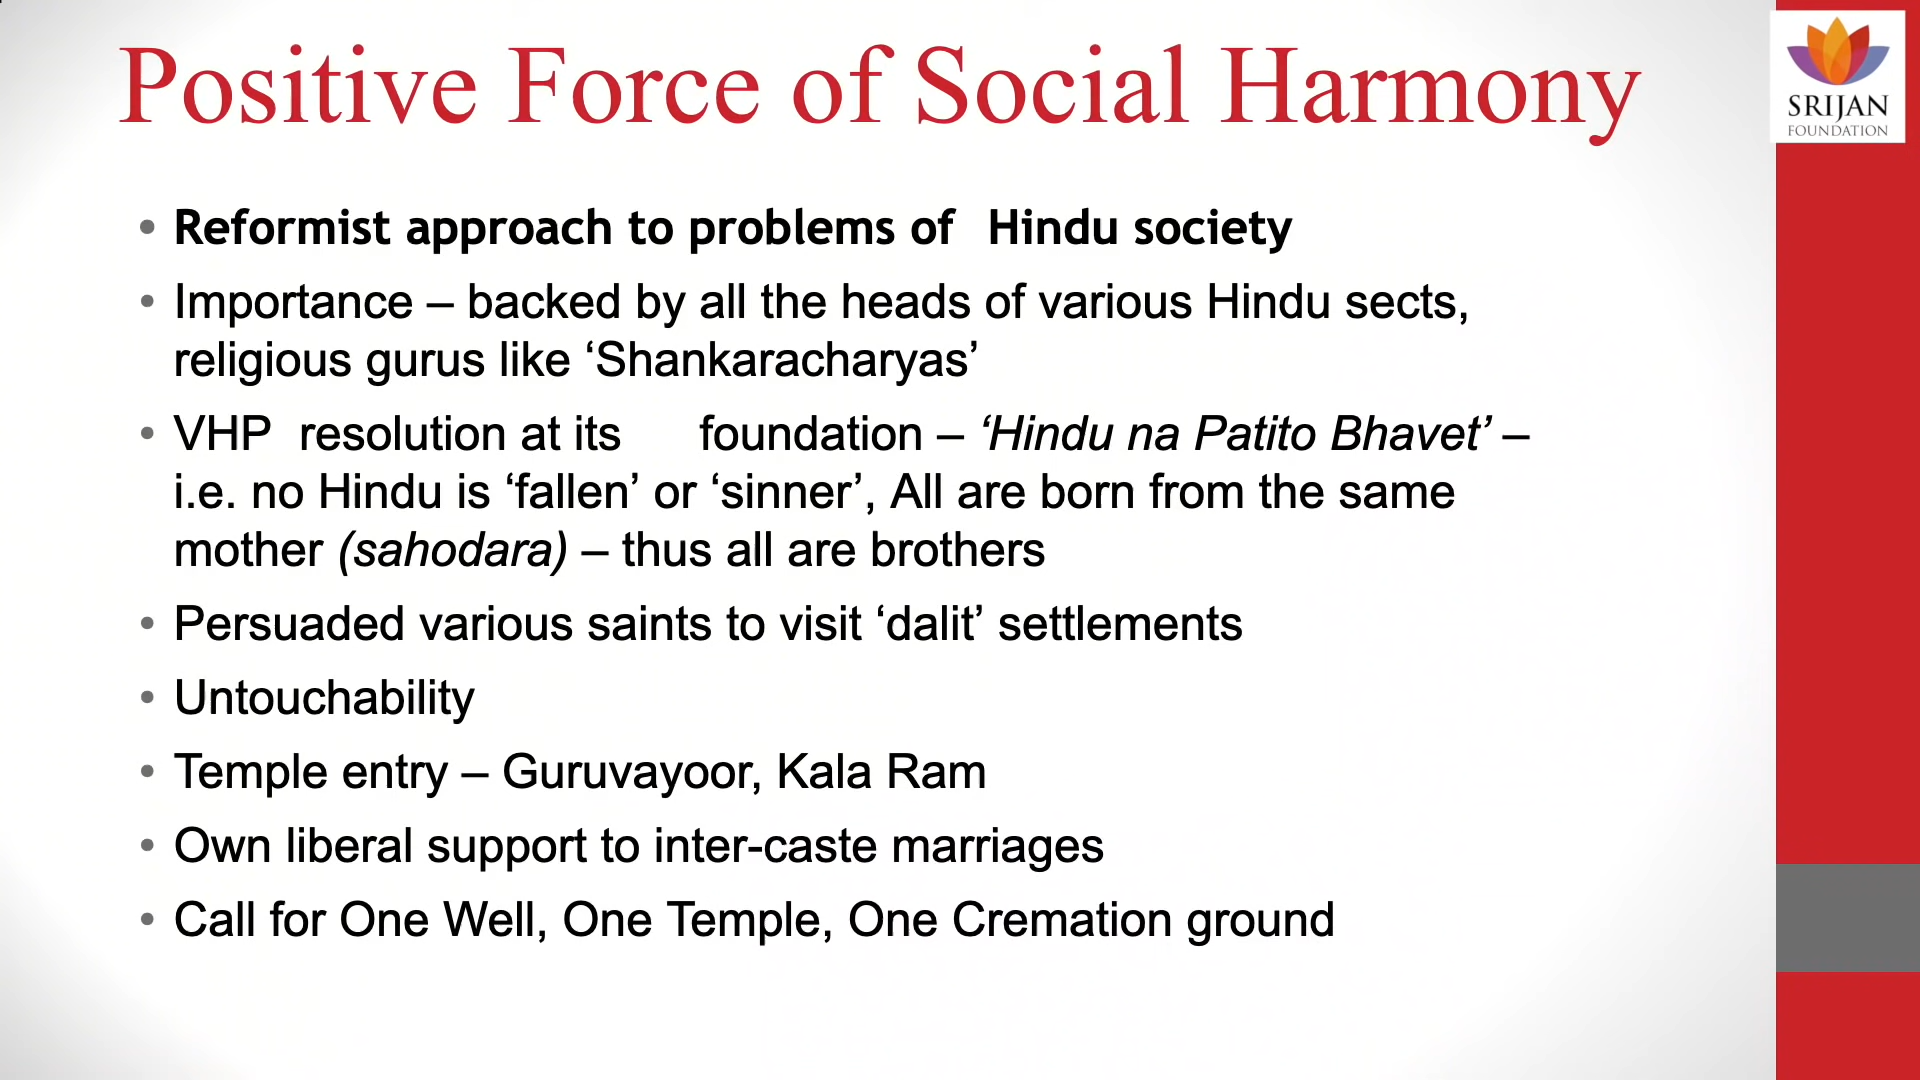 Positive Force of Social Harmony
SRIJAN
FOUNDATION
• Reformist approach to problems of Hindu society
• Importance – backed by all the heads of various Hindu sects,
religious gurus like ‘Shankaracharyas’
• VHP resolution at its foundation – ‘Hindu na Patito Bhavet’ –
i.e. no Hindu is ‘fallen’ or ‘sinner’, All are born from the same
mother (sahodara) – thus all are brothers
• Persuaded various saints to visit ‘dalit’ settlements
• Untouchability
• Temple entry – Guruvayoor, Kala Ram
• Own liberal support to inter-caste marriages
• Call for One Well, One Temple, One Cremation ground